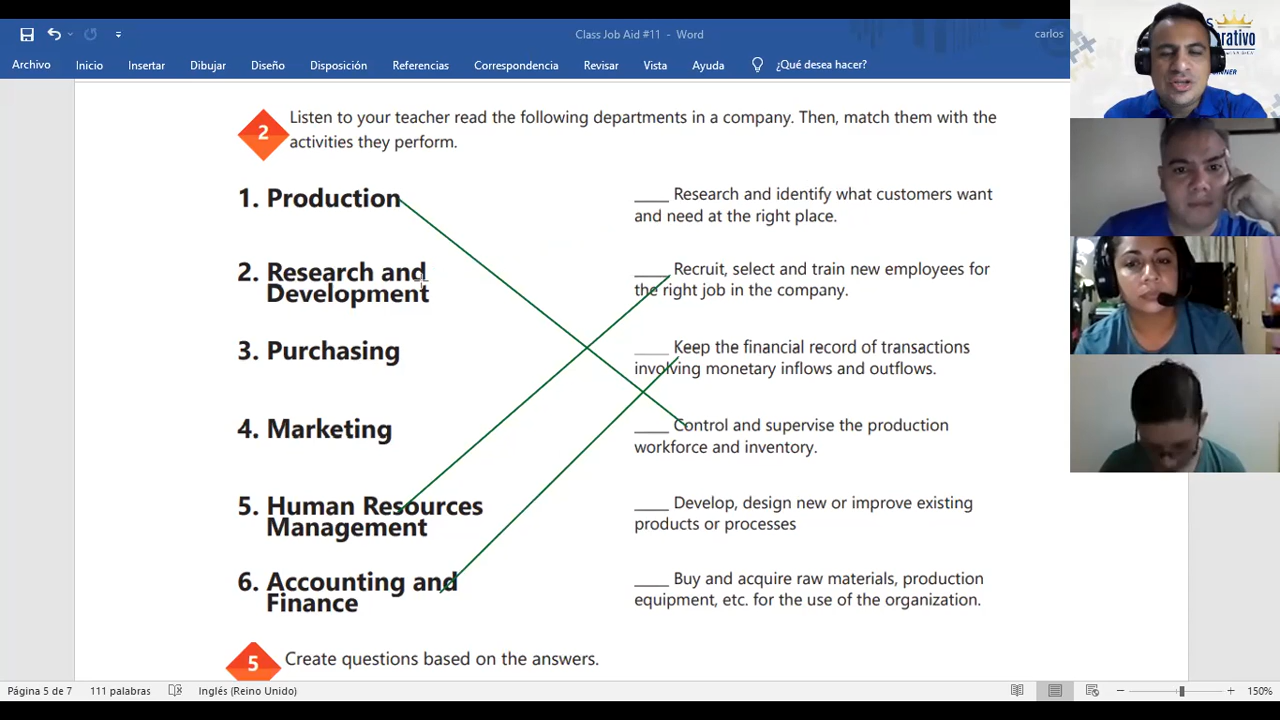 Class Job Aid #11 - Word
carlos
Archivo Inicio Insertar Dibujar Diseño Disposición Referencias Correspondencia Revisar Vista Ayuda ¿Qué desea hacer?
2
Listen to your teacher read the following departments in a company. Then, match them with the
activities they perform.
1. Production
2. Research and
Development
3. Purchasing
4. Marketing
5. Human Resources
Management
6. Accounting and
Finance
____ Research and identify what customers want
and need at the right place.
____ Recruit, select and train new employees for
the right job in the company.
____ Keep the financial record of transactions
involving monetary inflows and outflows.
____ Control and supervise the production
workforce and inventory.
____ Develop, design new or improve existing
products or processes
____ Buy and acquire raw materials, production
equipment, etc. for the use of the organization.
5
Create questions based on the answers.
Página 5 de 7 111 palabras Inglés (Reino Unido) 150%